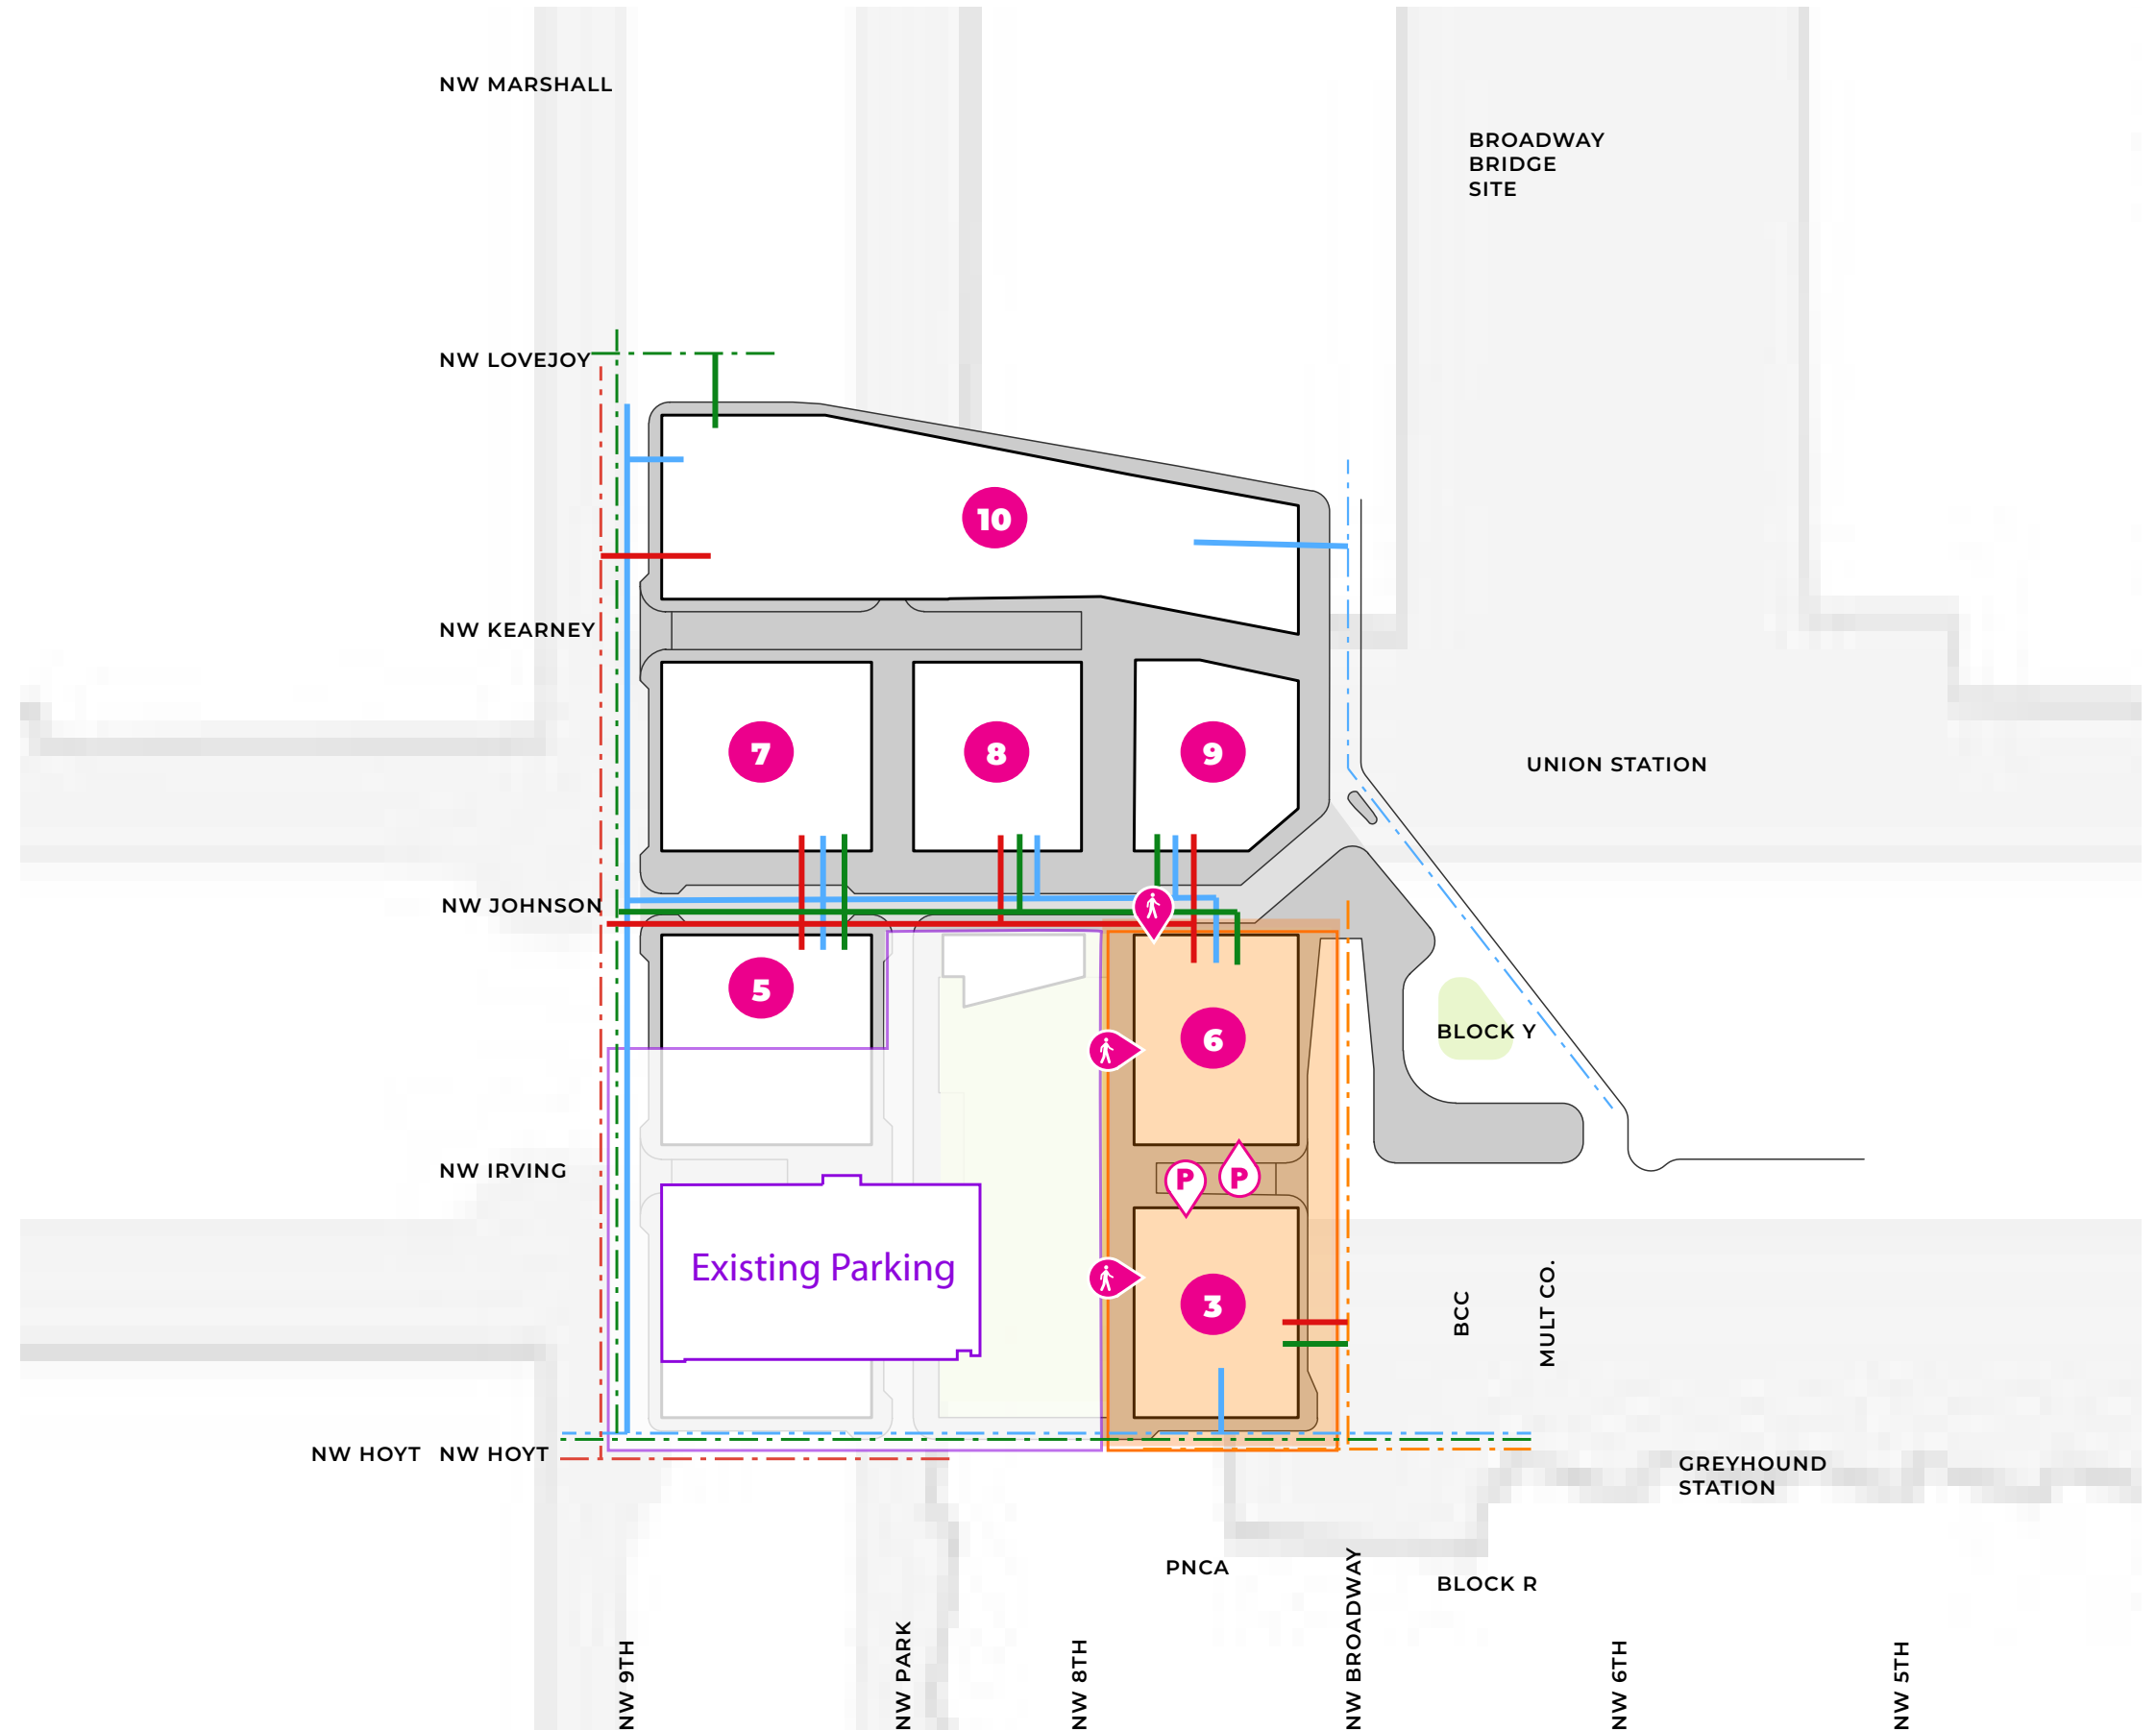 NW MARSHALL
BROADWAY
BRIDGE
SITE
NW LOVEJOY
10
NW KEARNEY
7
8
9
UNION STATION
NW JOHNSON
5
6
BLOCK Y
NW IRVING
P
P
Existing Parking
3
BCC
MULT CO.
NW HOYT
NW HOYT
GREYHOUND
STATION
PNCA
BLOCK R
NW 9TH
NW PARK
NW 8TH
NW BROADWAY
NW 6TH
NW 5TH